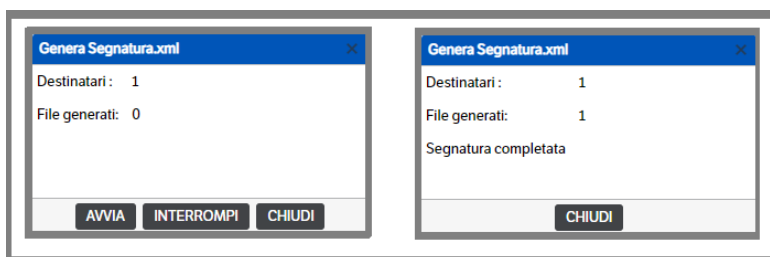 Genera Segnatura.xml
Destinatari : 1
File generati: 0
AVVIA INTERROMPI CHIUDI
Genera Segnatura.xml
Destinatari : 1
File generati: 1
Segnatura completata
CHIUDI